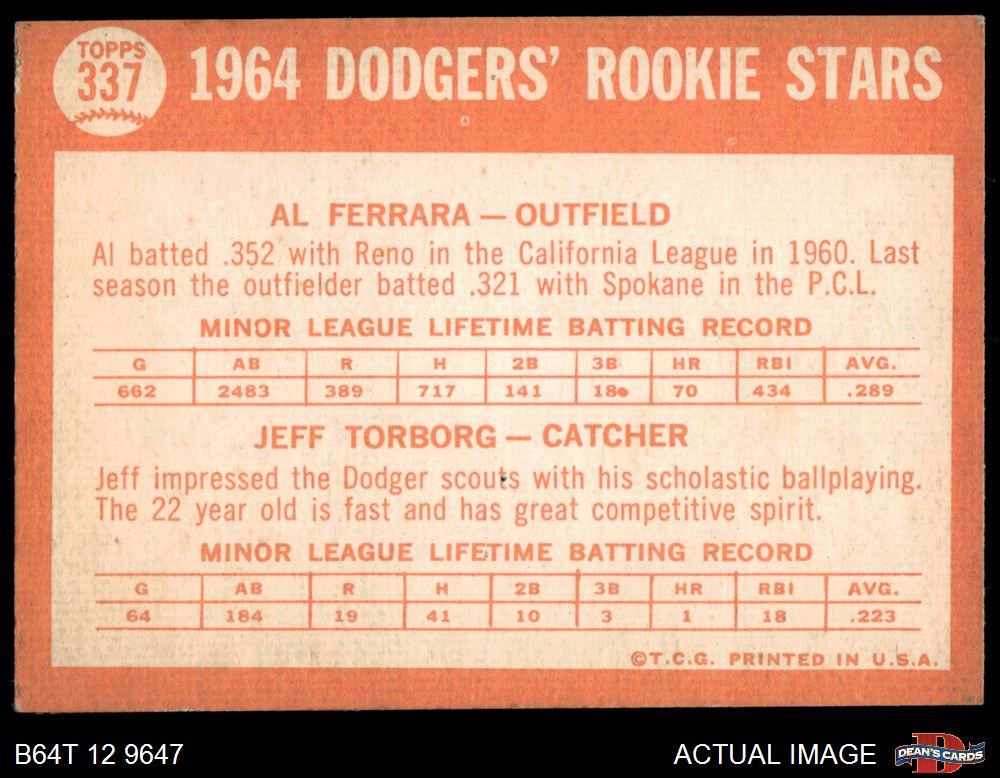 TOPPS
337
1964 DODGERS' ROOKIE STARS
AL FERRARA — OUTFIELD
Al batted .352 with Reno in the California League in 1960. Last
season the outfielder batted .321 with Spokane in the P.C.L.
MINOR LEAGUE LIFETIME BATTING RECORD
G AB R H 2B 3B HR RBI AVG.
662 2483 389 717 141 18 70 434 .289
JEFF TORBORG — CATCHER
Jeff impressed the Dodger scouts with his scholastic ballplaying.
The 22 year old is fast and has great competitive spirit.
MINOR LEAGUE LIFETIME BATTING RECORD
G AB R H 2B 3B HR RBI AVG.
64 184 19 41 10 3 1 18 .223
©T.C.G. PRINTED IN U.S.A.
B64T 12 9647
ACTUAL IMAGE
D
DEAN'S CARDS